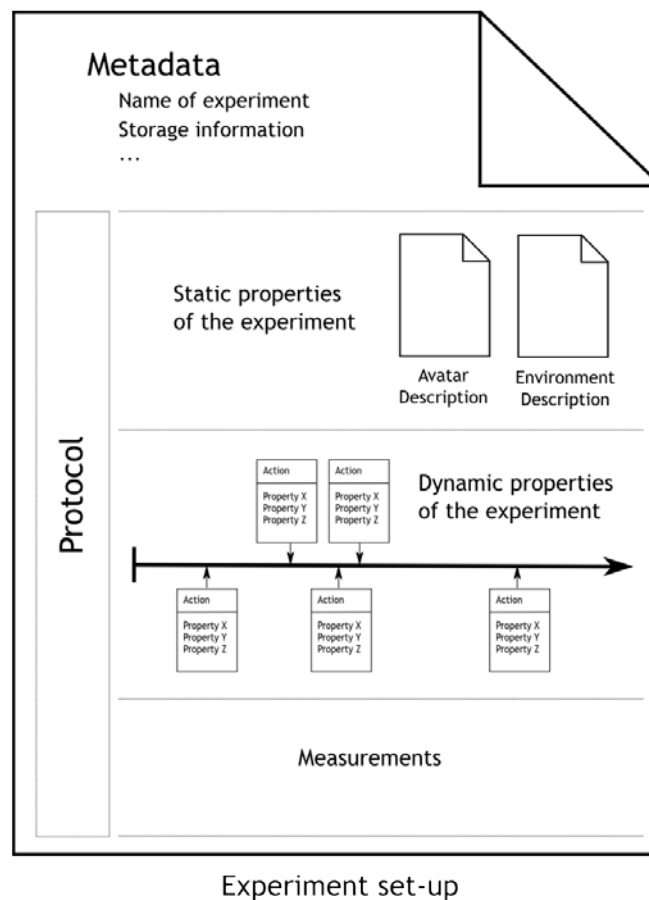 Metadata
Name of experiment
Storage information
...
Protocol
Static properties
of the experiment
Avatar
Description
Environment
Description
Action
Property X
Property Y
Property Z
Action
Property X
Property Y
Property Z
Dynamic properties
of the experiment
Action
Property X
Property Y
Property Z
Action
Property X
Property Y
Property Z
Action
Property X
Property Y
Property Z
Measurements
Experiment set-up